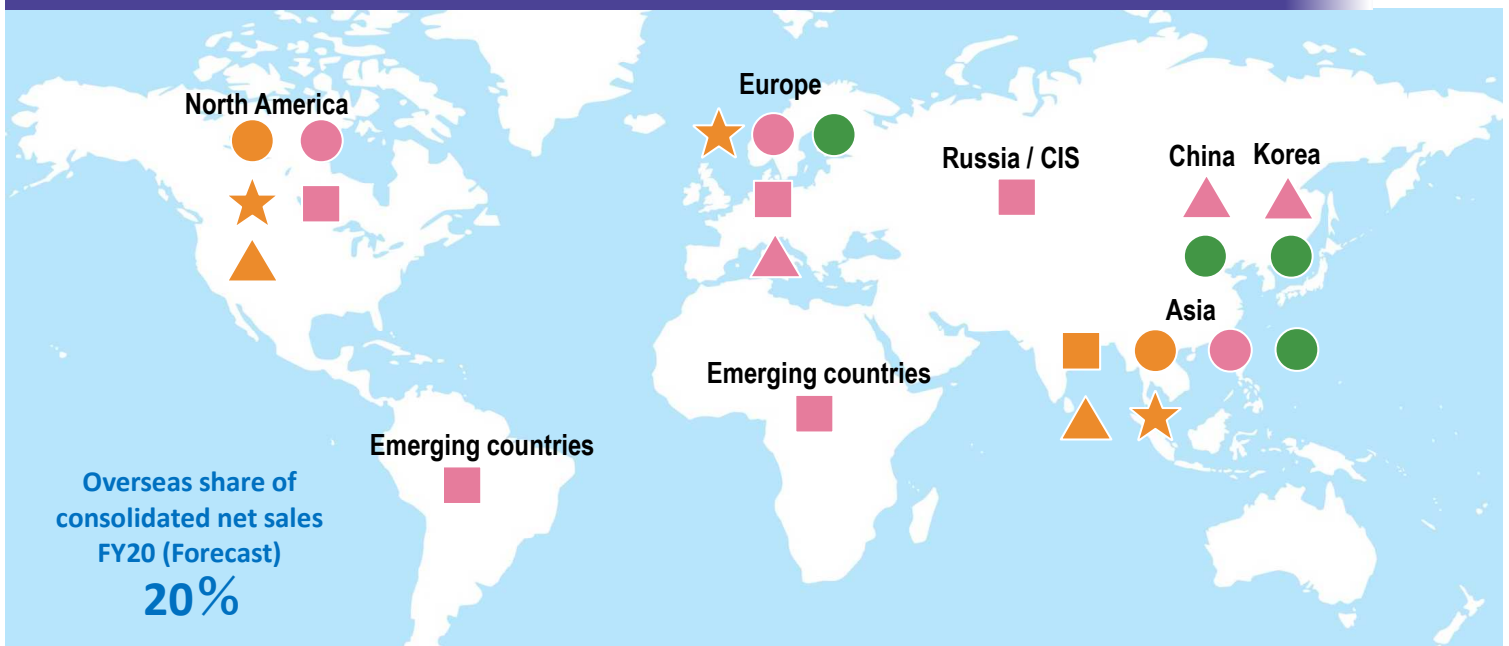 North America
Europe
Russia / CIS
China
Korea
Asia
Emerging countries
Emerging countries
Overseas share of
consolidated net sales
FY20 (Forecast)
20%